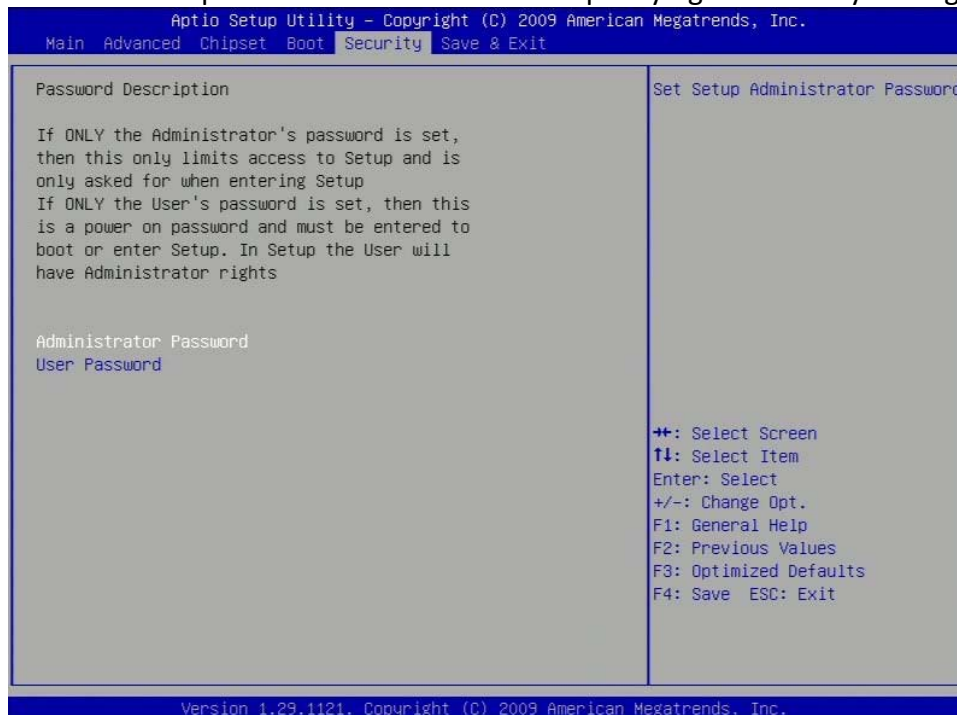 Aptio Setup Utility – Copyright (C) 2009 American Megatrends, Inc.
Main Advanced Chipset Boot Security Save & Exit
Password Description
If ONLY the Administrator's password is set,
then this only limits access to Setup and is
only asked for when entering Setup
If ONLY the User's password is set, then this
is a power on password and must be entered to
boot or enter Setup. In Setup the User will
have Administrator rights
Administrator Password
User Password
Set Setup Administrator Password
→←: Select Screen
↑↓: Select Item
Enter: Select
+/-: Change Opt.
F1: General Help
F2: Previous Values
F3: Optimized Defaults
F4: Save ESC: Exit
Version 1.29.1121. Copyright (C) 2009 American Megatrends, Inc.